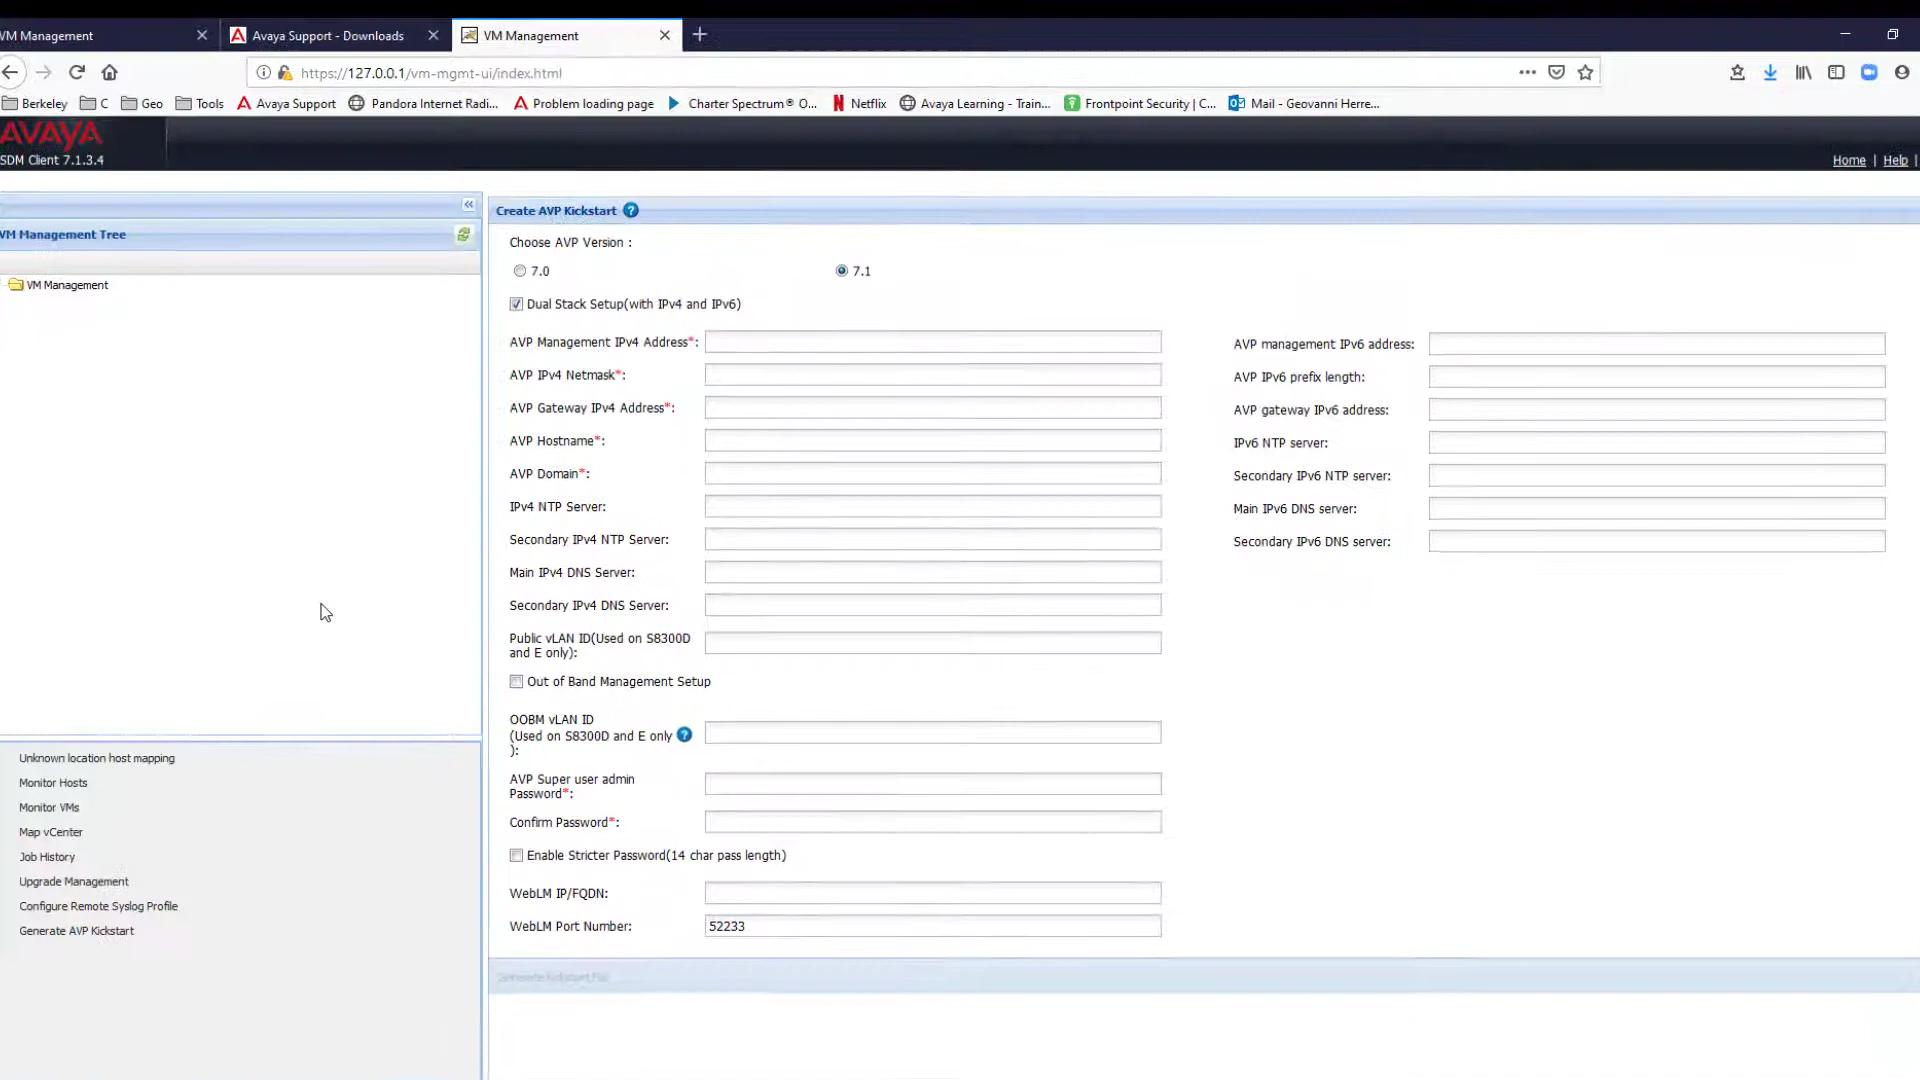 VM Management
Avaya Support - Downloads
VM Management
https://127.0.0.1/vm-mgmt-ui/index.html
Berkeley
C
Geo
Tools
Avaya Support
Pandora Internet Radi...
Problem loading page
Charter Spectrum® O...
Netflix
Avaya Learning - Train...
Frontpoint Security | C...
Mail - Geovanni Herre...
AVAYA
SDM Client 7.1.3.4
Home | Help |
VM Management Tree
VM Management
Unknown location host mapping
Monitor Hosts
Monitor VMs
Map vCenter
Job History
Upgrade Management
Configure Remote Syslog Profile
Generate AVP Kickstart
Create AVP Kickstart
Choose AVP Version :
7.0
7.1
Dual Stack Setup(with IPv4 and IPv6)
AVP Management IPv4 Address*:
AVP IPv4 Netmask*:
AVP Gateway IPv4 Address*:
AVP Hostname*:
AVP Domain*:
IPv4 NTP Server:
Secondary IPv4 NTP Server:
Main IPv4 DNS Server:
Secondary IPv4 DNS Server:
Public vLAN ID(Used on S8300D
and E only):
Out of Band Management Setup
OOBM vLAN ID
(Used on S8300D and E only
):
AVP Super user admin
Password*:
Confirm Password*:
Enable Stricter Password(14 char pass length)
WebLM IP/FQDN:
WebLM Port Number:
52233
AVP management IPv6 address:
AVP IPv6 prefix length:
AVP gateway IPv6 address:
IPv6 NTP server:
Secondary IPv6 NTP server:
Main IPv6 DNS server:
Secondary IPv6 DNS server:
Generate Kickstart File